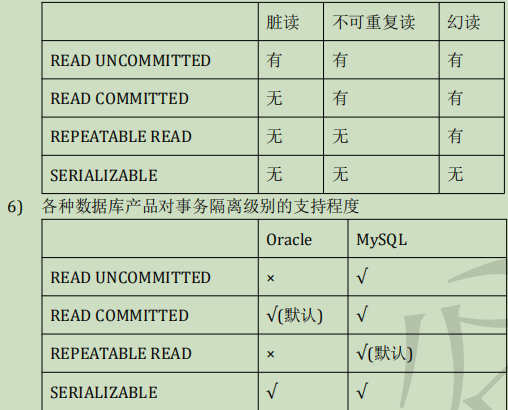 脏读 不可重复读 幻读
READ UNCOMMITTED 有 有 有
READ COMMITTED 无 有 有
REPEATABLE READ 无 无 有
SERIALIZABLE 无 无 无
6) 各种数据库产品对事务隔离级别的支持程度
Oracle MySQL
READ UNCOMMITTED × √
READ COMMITTED √(默认) √
REPEATABLE READ × √(默认)
SERIALIZABLE √ √